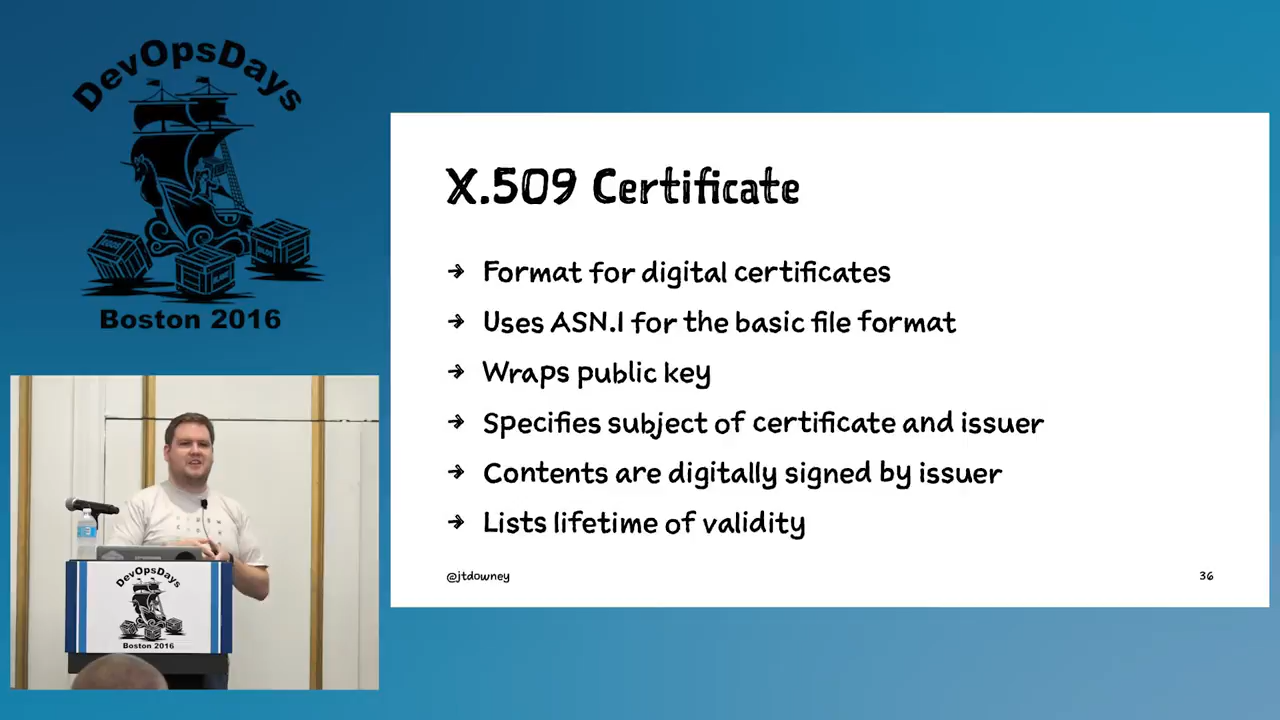 DevOpsDays
Boston 2016
X.509 Certificate
→ Format for digital certificates
→ Uses ASN.1 for the basic file format
→ Wraps public key
→ Specifies subject of certificate and issuer
→ Contents are digitally signed by issuer
→ Lists lifetime of validity
@jtdowney
36
DevOpsDays
Boston 2016